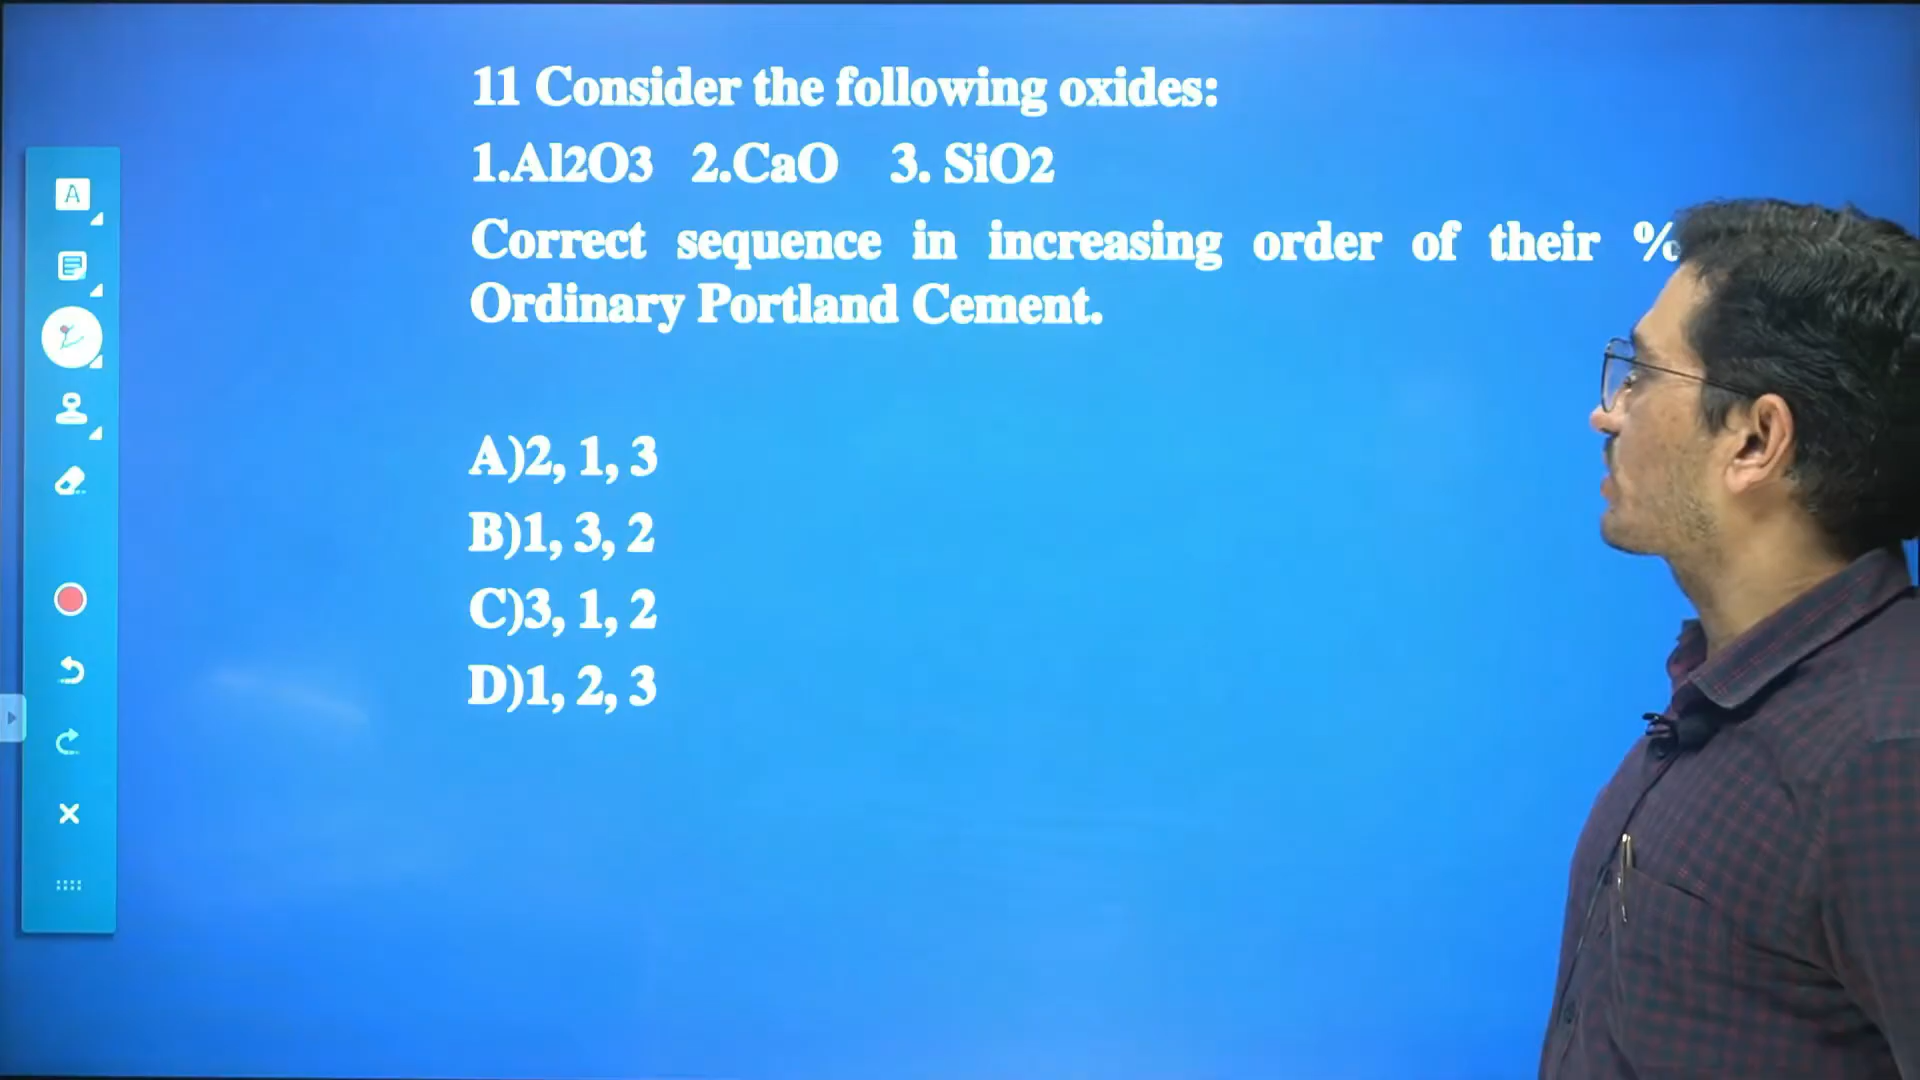 11 Consider the following oxides:
1.Al2O3 2.CaO 3. SiO2
Correct sequence in increasing order of their %
Ordinary Portland Cement.
A)2, 1, 3
B)1, 3, 2
C)3, 1, 2
D)1, 2, 3
A